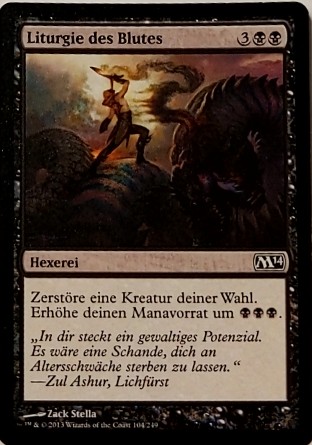 Liturgie des Blutes 3
Hexerei M14
Zerstöre eine Kreatur deiner Wahl.
Erhöhe deinen Manavorrat um
„In dir steckt ein gewaltiges Potenzial.
Es wäre eine Schande, dich an
Altersschwäche sterben zu lassen.“
—Zul Ashur, Lichfürst
Zack Stella
™ & © 2013 Wizards of the Coast 104/249